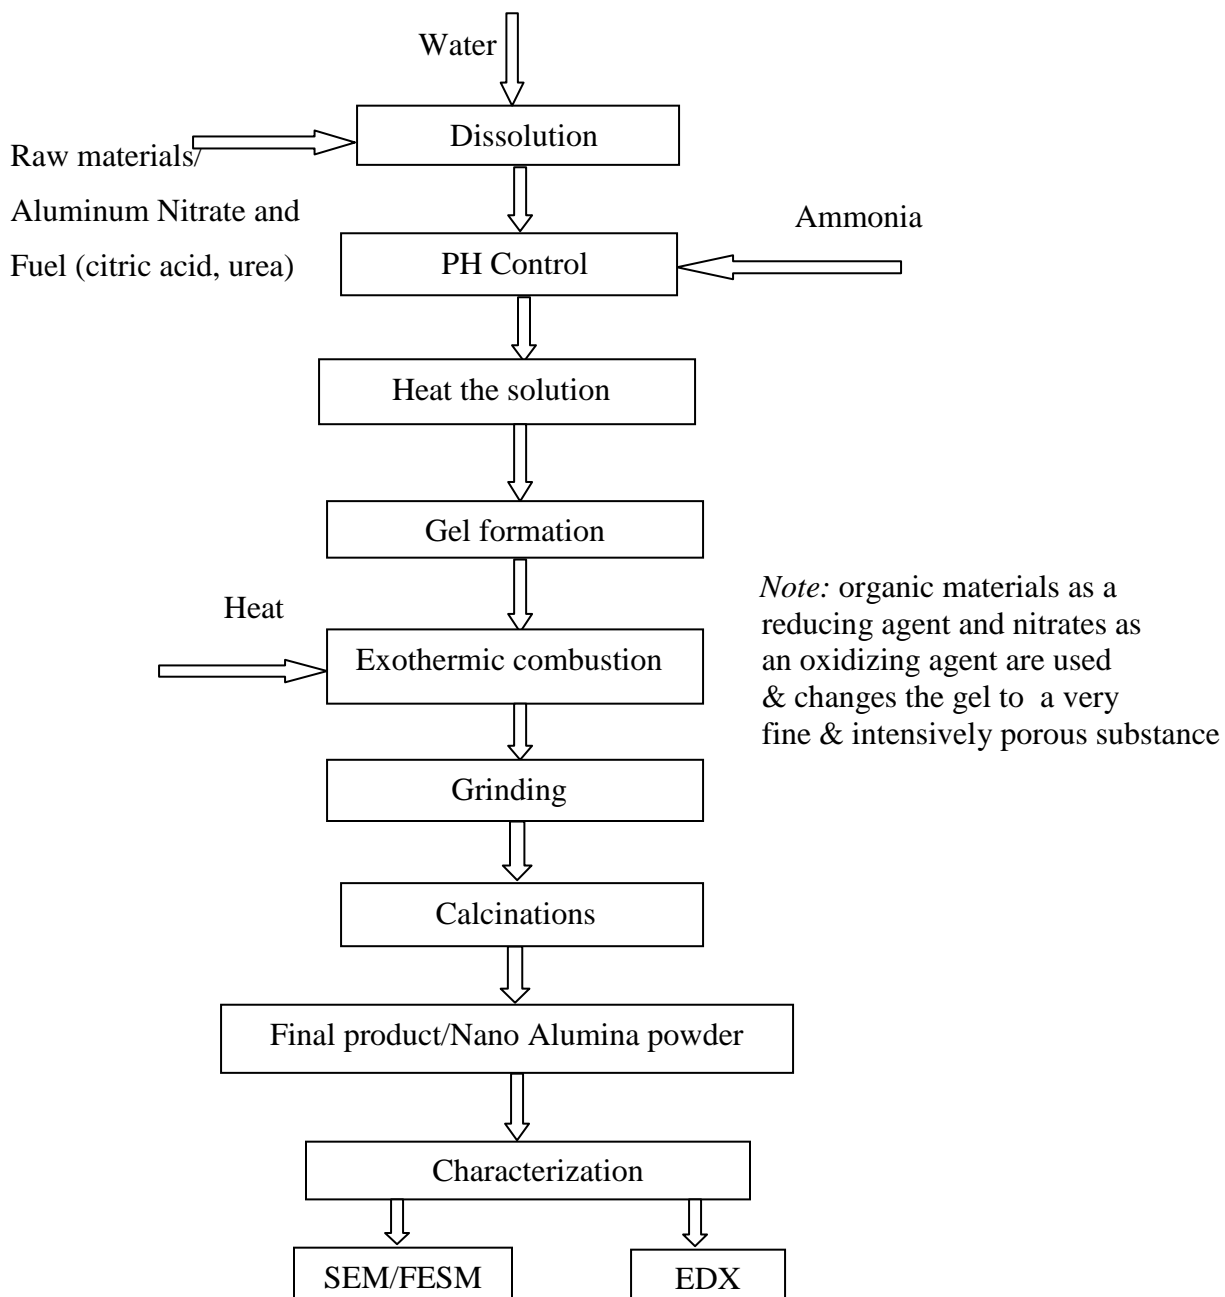 Water
Dissolution
Raw materials/
Aluminum Nitrate and
Fuel (citric acid, urea)
Ammonia
PH Control
Heat the solution
Gel formation
Heat
Exothermic combustion
Note: organic materials as a
reducing agent and nitrates as
an oxidizing agent are used
& changes the gel to a very
fine & intensively porous substance
Grinding
Calcinations
Final product/Nano Alumina powder
Characterization
SEM/FESM
EDX